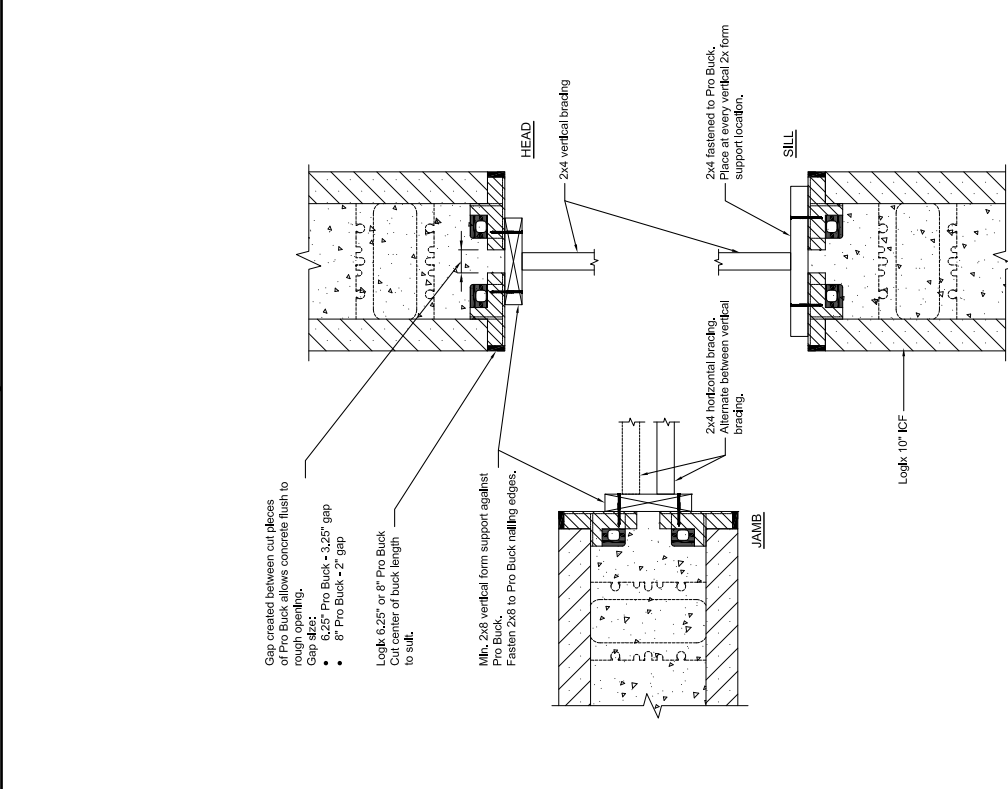 Gap created between cut pieces
of Pro Buck allows concrete flush to
rough opening.
Gap size:
• 6.25" Pro Buck - 3.25" gap
• 8" Pro Buck - 2" gap
Logix 6.25" or 8" Pro Buck
Cut center of buck length
to suit.
Min. 2x8 vertical form support against
Pro Buck.
Fasten 2x8 to Pro Buck nailing edges.
HEAD
2x4 vertical bracing
2x4 fastened to Pro Buck.
Place at every vertical 2x form
support location.
SILL
2x4 horizontal bracing.
Alternate between vertical
bracing.
JAMB
Logix 10" ICF